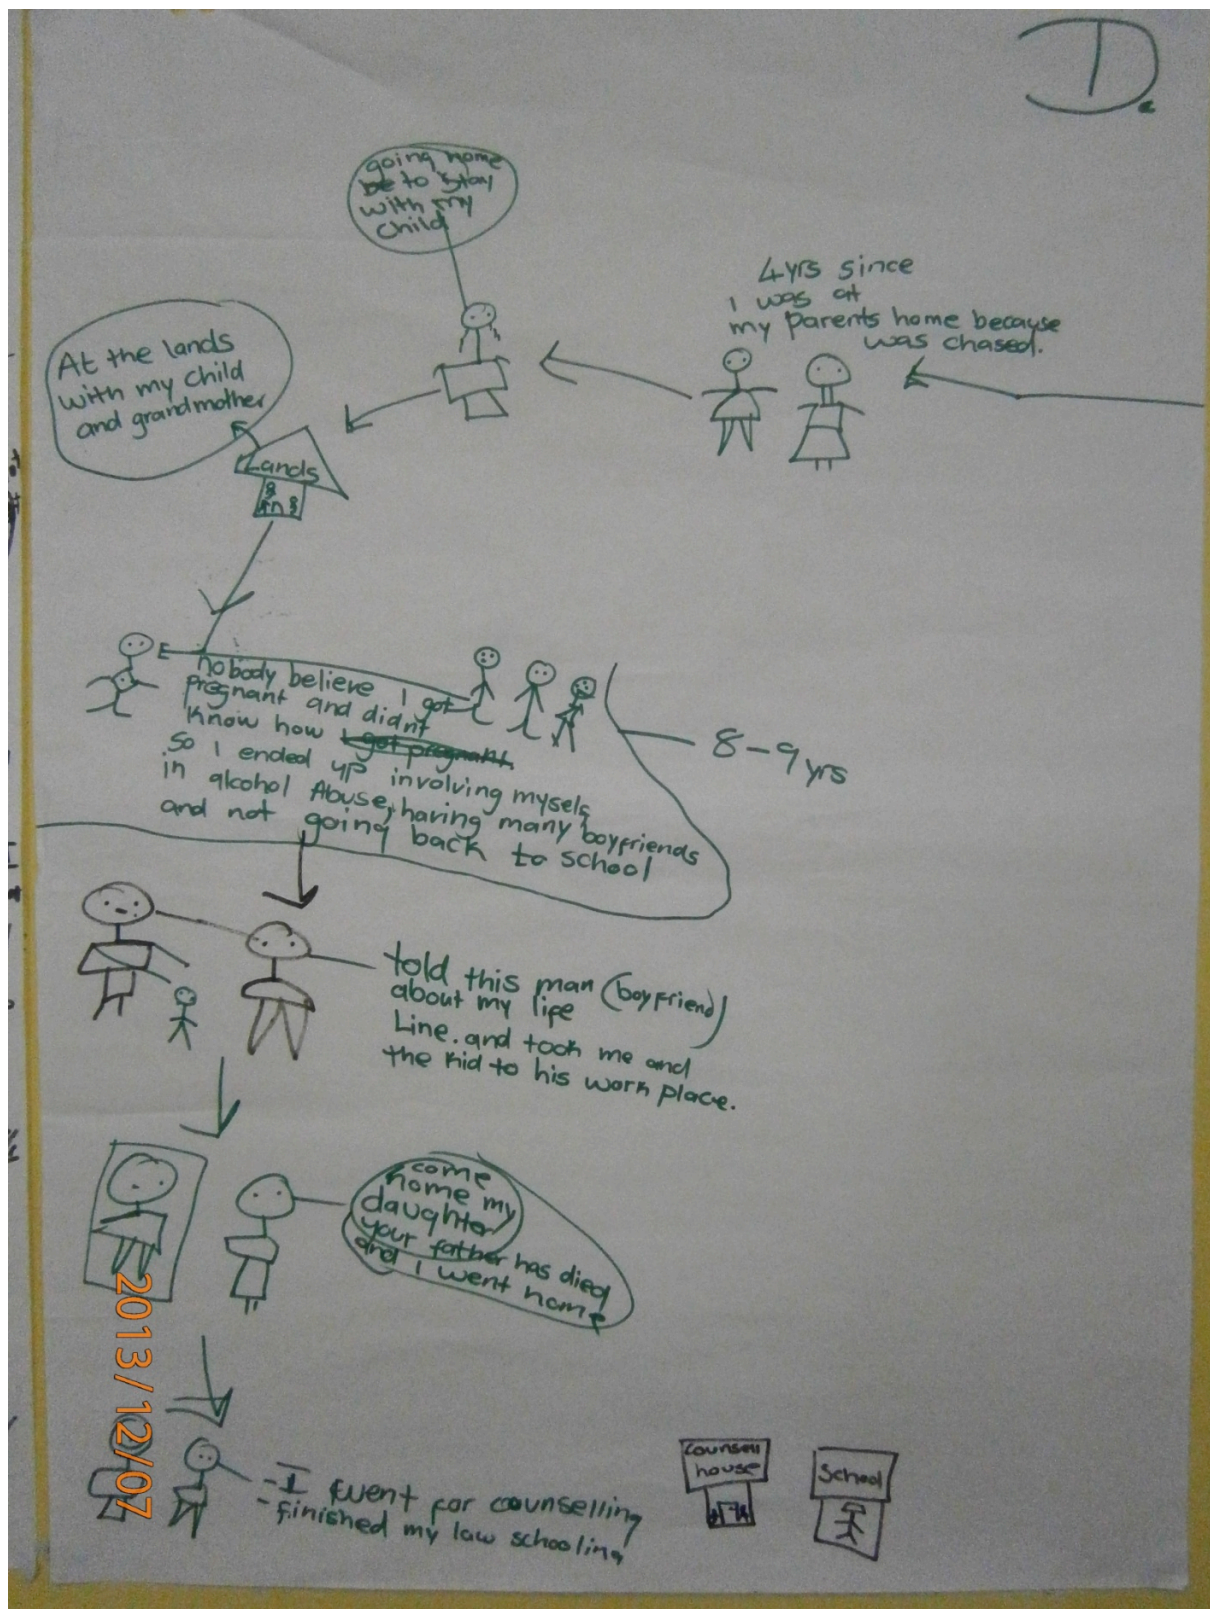 D.
going home
be to stay
with my
child
4yrs since
I was at
my parents home because
was chased.
At the lands
with my child
and grandmother
Lands
nobody believe I got
pregnant and didnt
know how I got pregnant.
so I ended up involving myself
in alcohol Abuse, having many boyfriends
and not going back to school
8-9yrs
told this man (boyfriend)
about my life
Line. and took me and
the kid to his work place.
come
home my
daughter
your father has died
and I went home
- I went for counselling
- finished my law schooling
counsell
house
School
2013/12/07